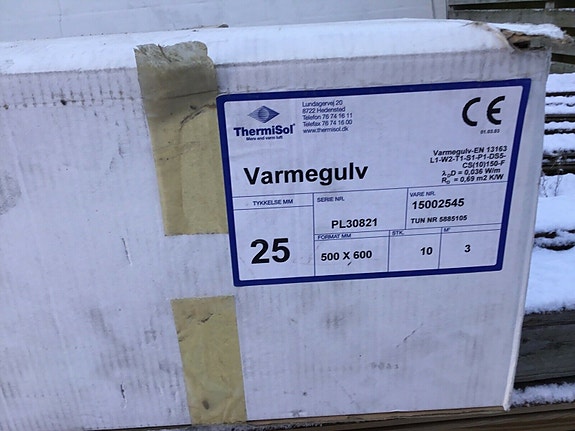 ThermiSol®
Mere end varm luft
Lundagervej 20
8722 Hedensted
Telefon 76 74 16 11
Telefax 76 74 16 00
www.thermisol.dk
CE
01.03.03
Varmegulv
Varmegulv-EN 13163
L1-W2-T1-S1-P1-DS5-
CS(10)150-F
λD = 0,036 W/m
RD = 0,69 m2 K/W
TYKKELSE MM
25
SERIE NR.
PL30821
VARE NR.
15002545
TUN NR 5885105
FORMAT MM
500 X 600
STK.
10
M²
3